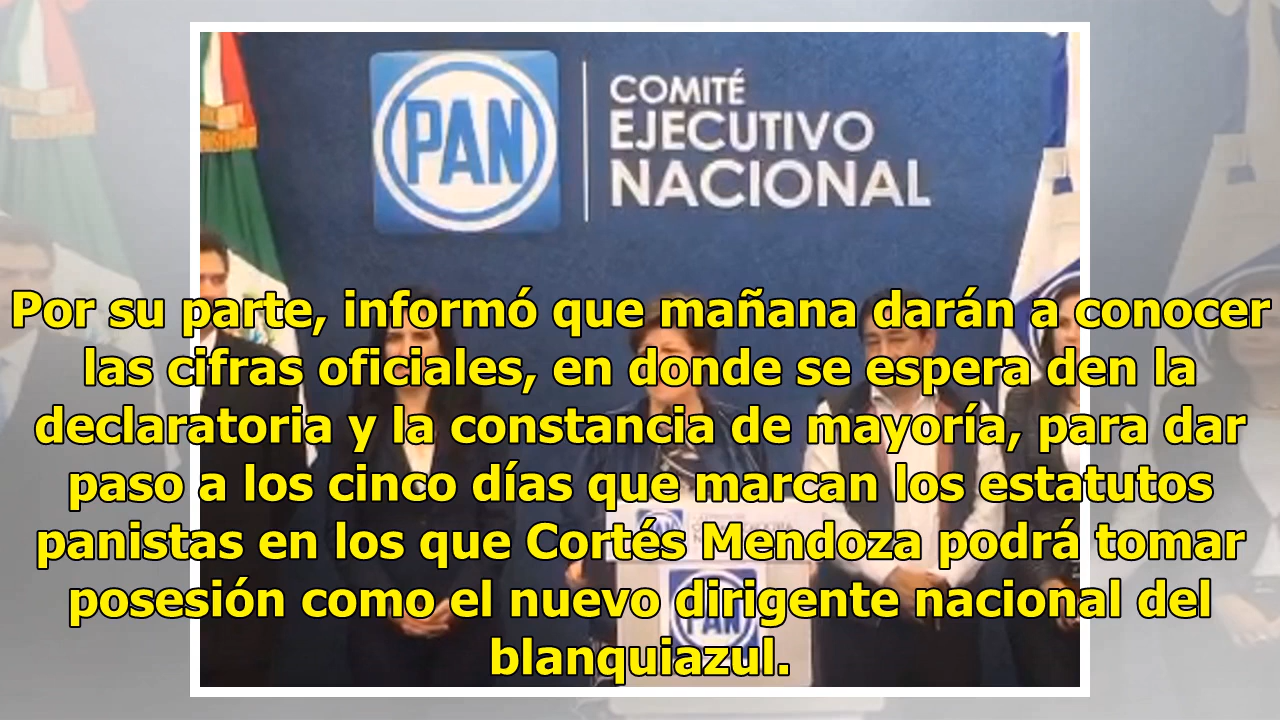 PAN
COMITÉ
EJECUTIVO
NACIONAL
Por su parte, informó que mañana darán a conocer
las cifras oficiales, en donde se espera den la
declaratoria y la constancia de mayoría, para dar
paso a los cinco días que marcan los estatutos
panistas en los que Cortés Mendoza podrá tomar
posesión como el nuevo dirigente nacional del
blanquiazul.
PAN